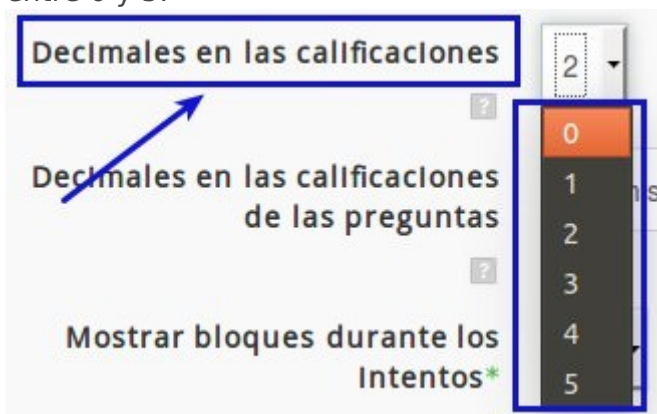 Decimales en las calificaciones
2
?
0
Decimales en las calificaciones
1
de las preguntas
2
?
3
Mostrar bloques durante los
4
Intentos*
5